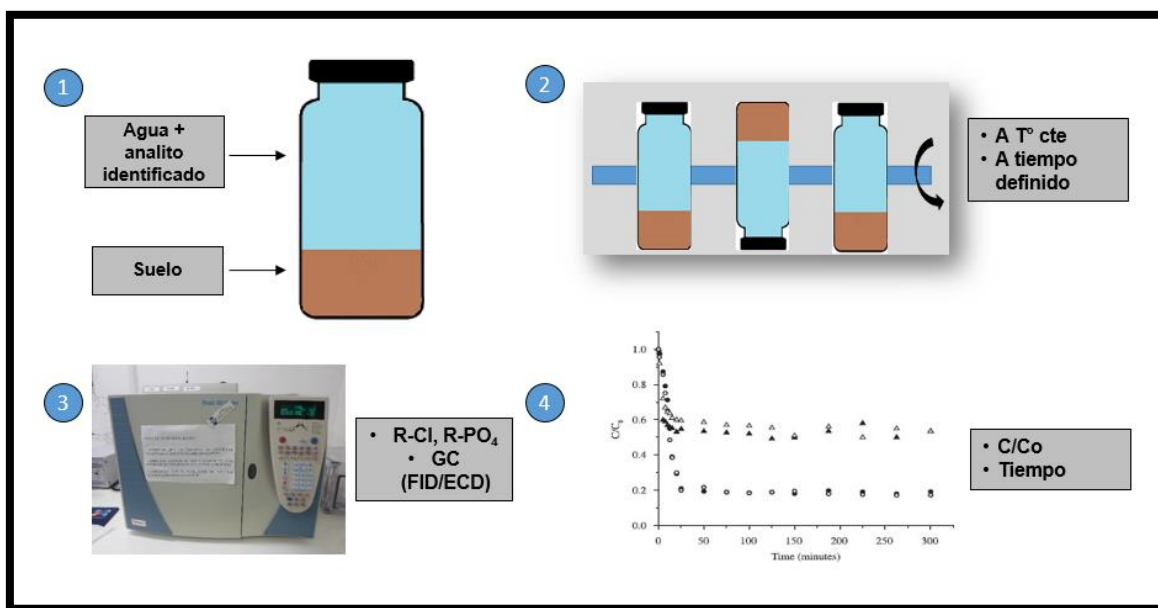 1
Agua +
analito
identificado
Suelo
2
• A Tº cte
• A tiempo
definido
3
• R-Cl, R-PO₄
• GC
(FID/ECD)
4
1.0
0.8
0.6
0.4
0.2
0.0
C/C₀
0 50 100 150 200 250 300
Time (minutes)
• C/Co
• Tiempo